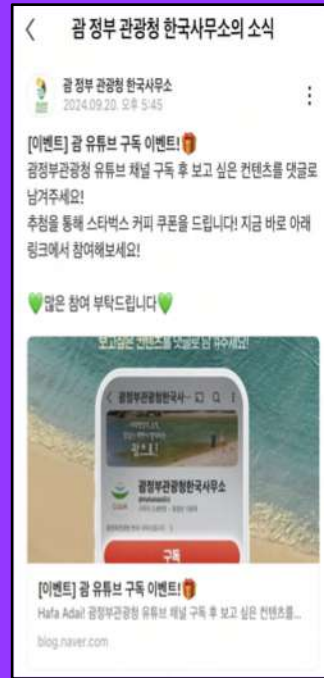 괌 정부 관광청 한국사무소의 소식
괌 정부 관광청 한국사무소
2024.09.20. 오후 5:45
[이벤트] 괌 유튜브 구독 이벤트!🎁
괌정부관광청 유튜브 채널 구독 후 보고 싶은 컨텐츠를 댓글로
남겨주세요!
추첨을 통해 스타벅스 커피 쿠폰을 드립니다! 지금 바로 아래
링크에서 참여해보세요!
💚많은 참여 부탁드립니다💚
보고싶은 컨텐츠를 댓글로 남겨주세요!
괌정부관광청한국사…
괌정부관광청한국사무소
구독
[이벤트] 괌 유튜브 구독 이벤트!🎁
Hafa Adai! 괌정부관광청 유튜브 채널 구독 후 보고 싶은 컨텐츠를...
blog.naver.com